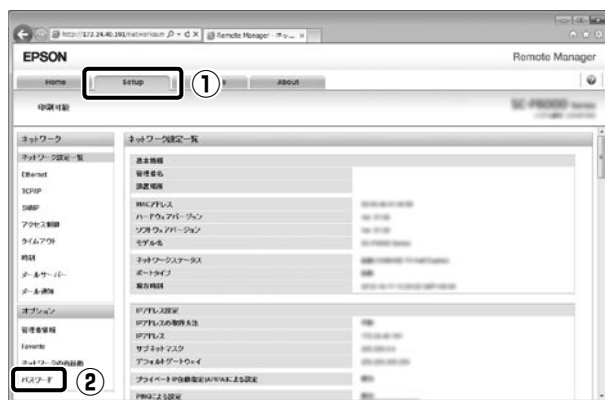 http://172.24.40.191/networksum
Remote Manager - ネッ...
EPSON
Remote Manager
Home
Setup
①
About
印刷可能
ネットワーク
ネットワーク設定一覧
Ethernet
TCP/IP
SNMP
アクセス制御
タイムアウト
時刻
メールサーバー
メール通知
オプション
管理者情報
Favorite
ネットワークの再起動
パスワード
②
ネットワーク設定一覧
基本情報
管理者名
設置場所
MACアドレス
ハードウェアバージョン
ソフトウェアバージョン
モデル名
ネットワークステータス
ポートタイプ
現在時刻
IPアドレス設定
IPアドレスの取得方法
IPアドレス
サブネットマスク
デフォルトゲートウェイ
プライベートIP自動設定(APIPA)による設定
PINGによる設定